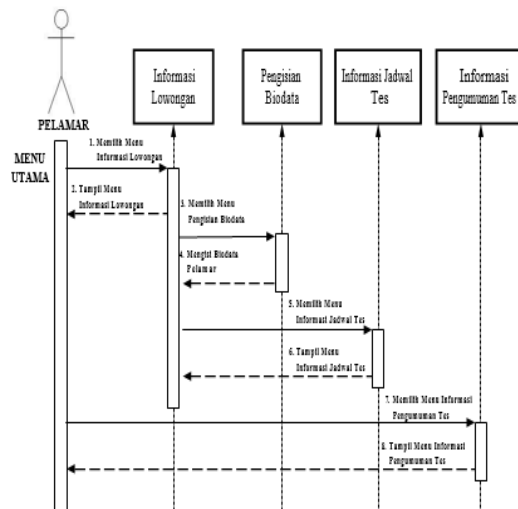 Informasi
Lowongan
Pengisian
Biodata
Informasi Jadwal
Tes
Informasi
Pengumuman Tes
PELAMAR
MENU
UTAMA
1. Memilih Menu
Informasi Lowongan
2. Tampil Menu
Informasi Lowongan
3. Memilih Menu
Pengisian Biodata
4. Mengisi Biodata
Pelamar
5. Memilih Menu
Informasi Jadwal Tes
6. Tampil Menu
Informasi Jadwal Tes
7. Memilih Menu Informasi
Pengumuman Tes
8. Tampil Menu Informasi
Pengumuman Tes